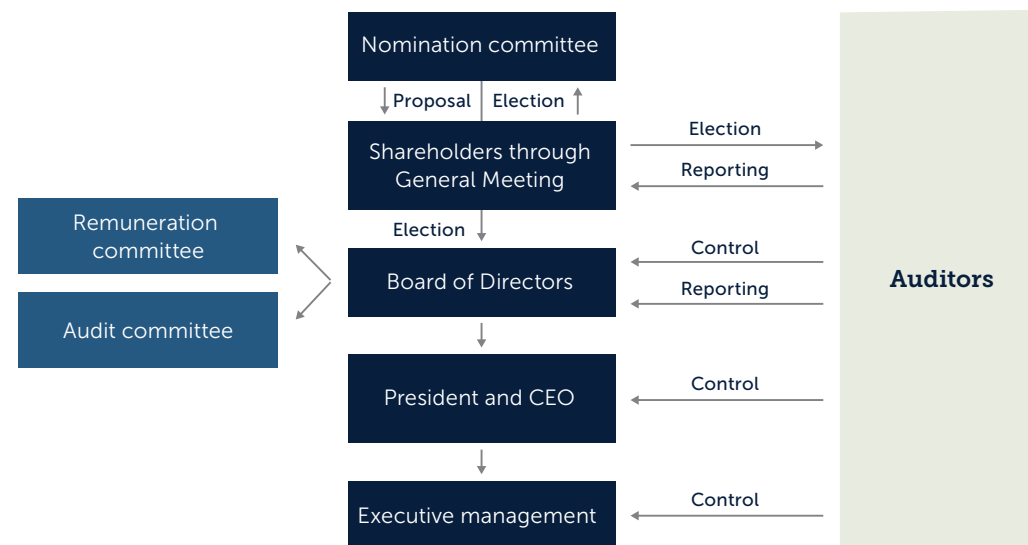 Nomination committee
Proposal
Election
Shareholders through
General Meeting
Election
Reporting
Remuneration
committee
Election
Board of Directors
Control
Reporting
Auditors
Audit committee
President and CEO
Control
Executive management
Control